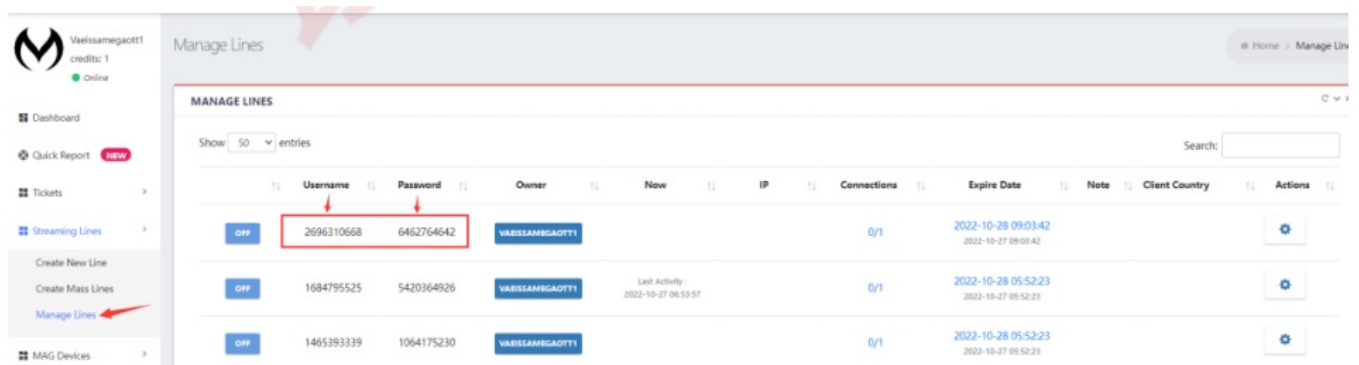 Vaeissamegaott1
credits: 1
Online
Manage Lines
Home > Manage Line
Dashboard
Quick Report NEW
Tickets
Streaming Lines
Create New Line
Create Mass Lines
Manage Lines
MAG Devices
MANAGE LINES
Show 50 entries
Search:
Username Password Owner Now IP Connections Expire Date Note Client Country Actions
OFF 2696310668 6462764642 VAEISSAMEGAOTT1 0/1 2022-10-28 09:03:42
2022-10-27 09:03:42
OFF 1684795525 5420364926 VAEISSAMEGAOTT1 Last Activity : 0/1 2022-10-28 05:52:23
2022-10-27 06:53:57 2022-10-27 05:52:23
OFF 1465393339 1064175230 VAEISSAMEGAOTT1 0/1 2022-10-28 05:52:23
2022-10-27 05:52:23